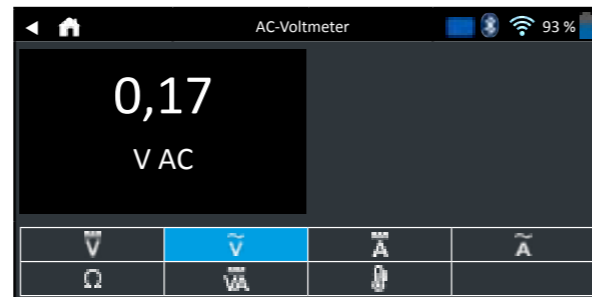 AC-Voltmeter 93 %
0,17
V AC
V Ṽ A Ã
Ω VA